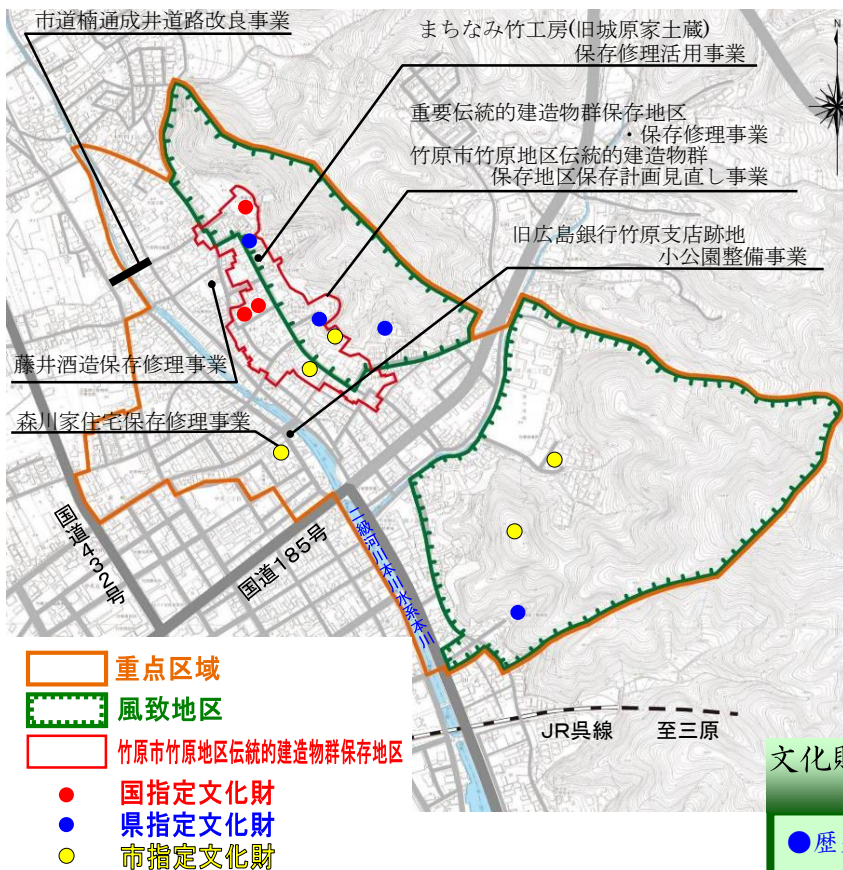 市道楠通成井道路改良事業
まちなみ竹工房(旧城原家土蔵)
保存修理活用事業
N
重要伝統的建造物群保存地区
・保存修理事業
竹原市竹原地区伝統的建造物群
保存地区保存計画見直し事業
旧広島銀行竹原支店跡地
小公園整備事業
藤井酒造保存修理事業
森川家住宅保存修理事業
国道432号
国道185号
二級河川本川水系本川
JR呉線 至三原
重点区域
風致地区
竹原市竹原地区伝統的建造物群保存地区
国指定文化財
県指定文化財
市指定文化財
文化財
●歴